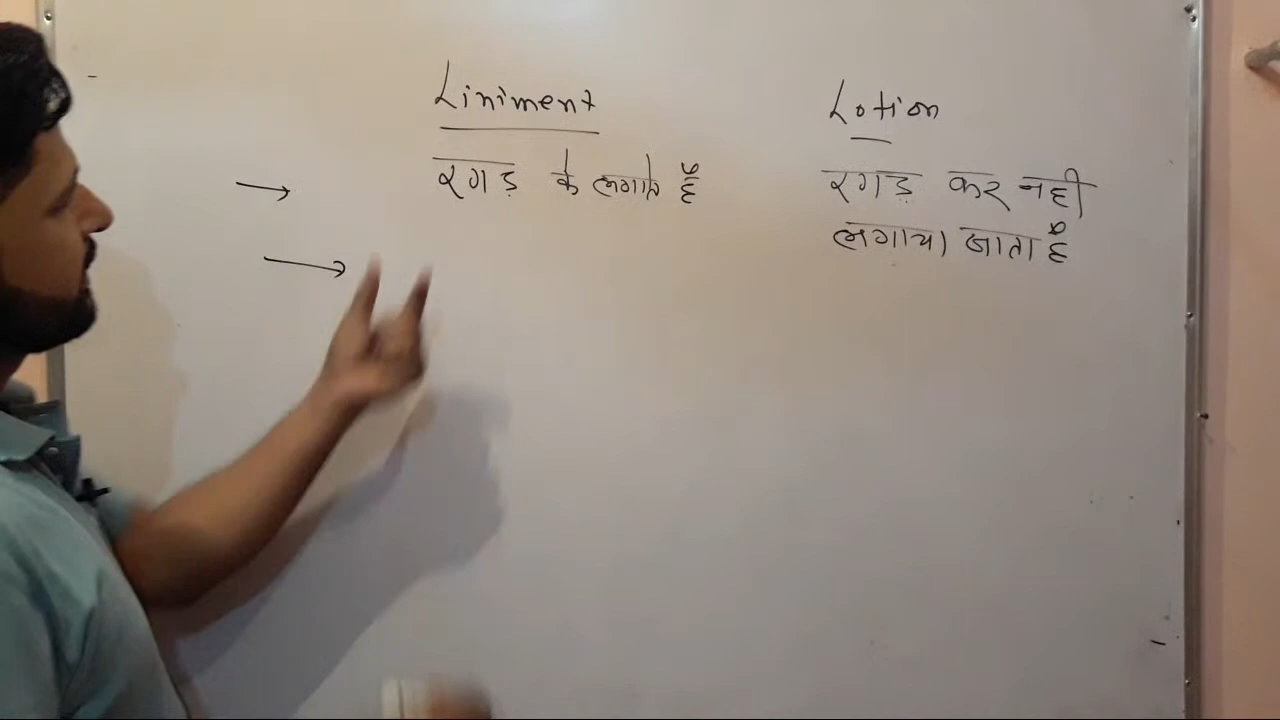 Liniment
रगड़ के लगाते हैं
Lotion
रगड़ कर नही
लगाया जाता है